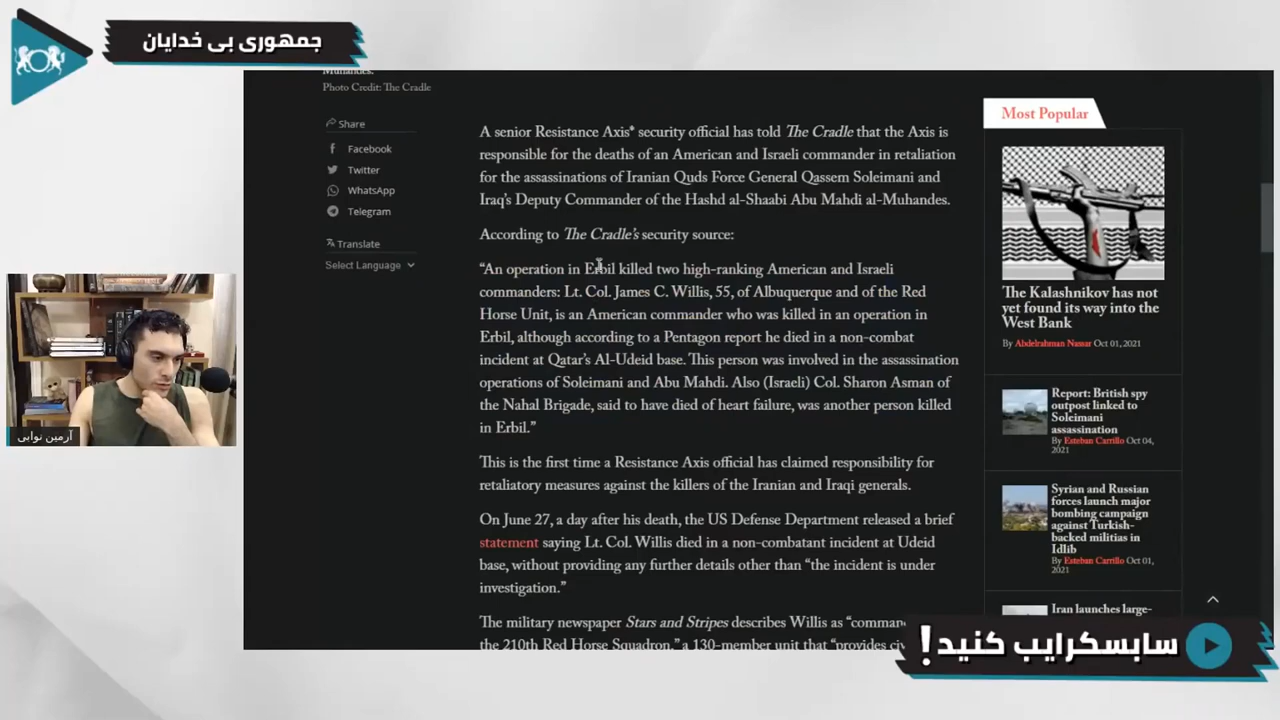 جمهوری بی خدایان
Photo Credit: The Cradle
Share
Facebook
Twitter
WhatsApp
Telegram
Translate
Select Language
A senior Resistance Axis* security official has told The Cradle that the Axis is
responsible for the deaths of an American and Israeli commander in retaliation
for the assassinations of Iranian Quds Force General Qassem Soleimani and
Iraq's Deputy Commander of the Hashd al-Shaabi Abu Mahdi al-Muhandes.
According to The Cradle's security source:
“An operation in Erbil killed two high-ranking American and Israeli
commanders: Lt. Col. James C. Willis, 55, of Albuquerque and of the Red
Horse Unit, is an American commander who was killed in an operation in
Erbil, although according to a Pentagon report he died in a non-combat
incident at Qatar's Al-Udeid base. This person was involved in the assassination
operations of Soleimani and Abu Mahdi. Also (Israeli) Col. Sharon Asman of
the Nahal Brigade, said to have died of heart failure, was another person killed
in Erbil.”
This is the first time a Resistance Axis official has claimed responsibility for
retaliatory measures against the killers of the Iranian and Iraqi generals.
On June 27, a day after his death, the US Defense Department released a brief
statement saying Lt. Col. Willis died in a non-combatant incident at Udeid
base, without providing any further details other than “the incident is under
investigation.”
The military newspaper Stars and Stripes describes Willis as
the 210th Red Horse Squadron,” a 130-member unit that “provides
Most Popular
The Kalashnikov has not
yet found its way into the
West Bank
By Abdelrahman Nassar Oct 01, 2021
Report: British spy
outpost linked to
Soleimani
assassination
By Esteban Carrillo Oct 04,
2021
Syrian and Russian
forces launch major
bombing campaign
against Turkish-
backed militias in
Idlib
By Esteban Carrillo Oct 01,
2021
Iran launches large-
آرمین نوابی
سابسکرایب کنید!